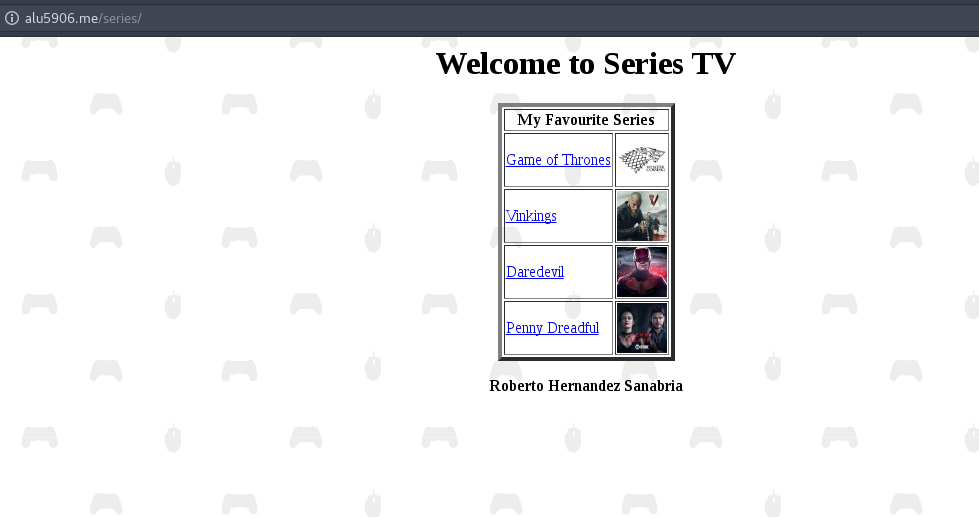 alu5906.me/series/
Welcome to Series TV
My Favourite Series
Game of Thrones
Vinkings
Daredevil
Penny Dreadful
Roberto Hernandez Sanabria